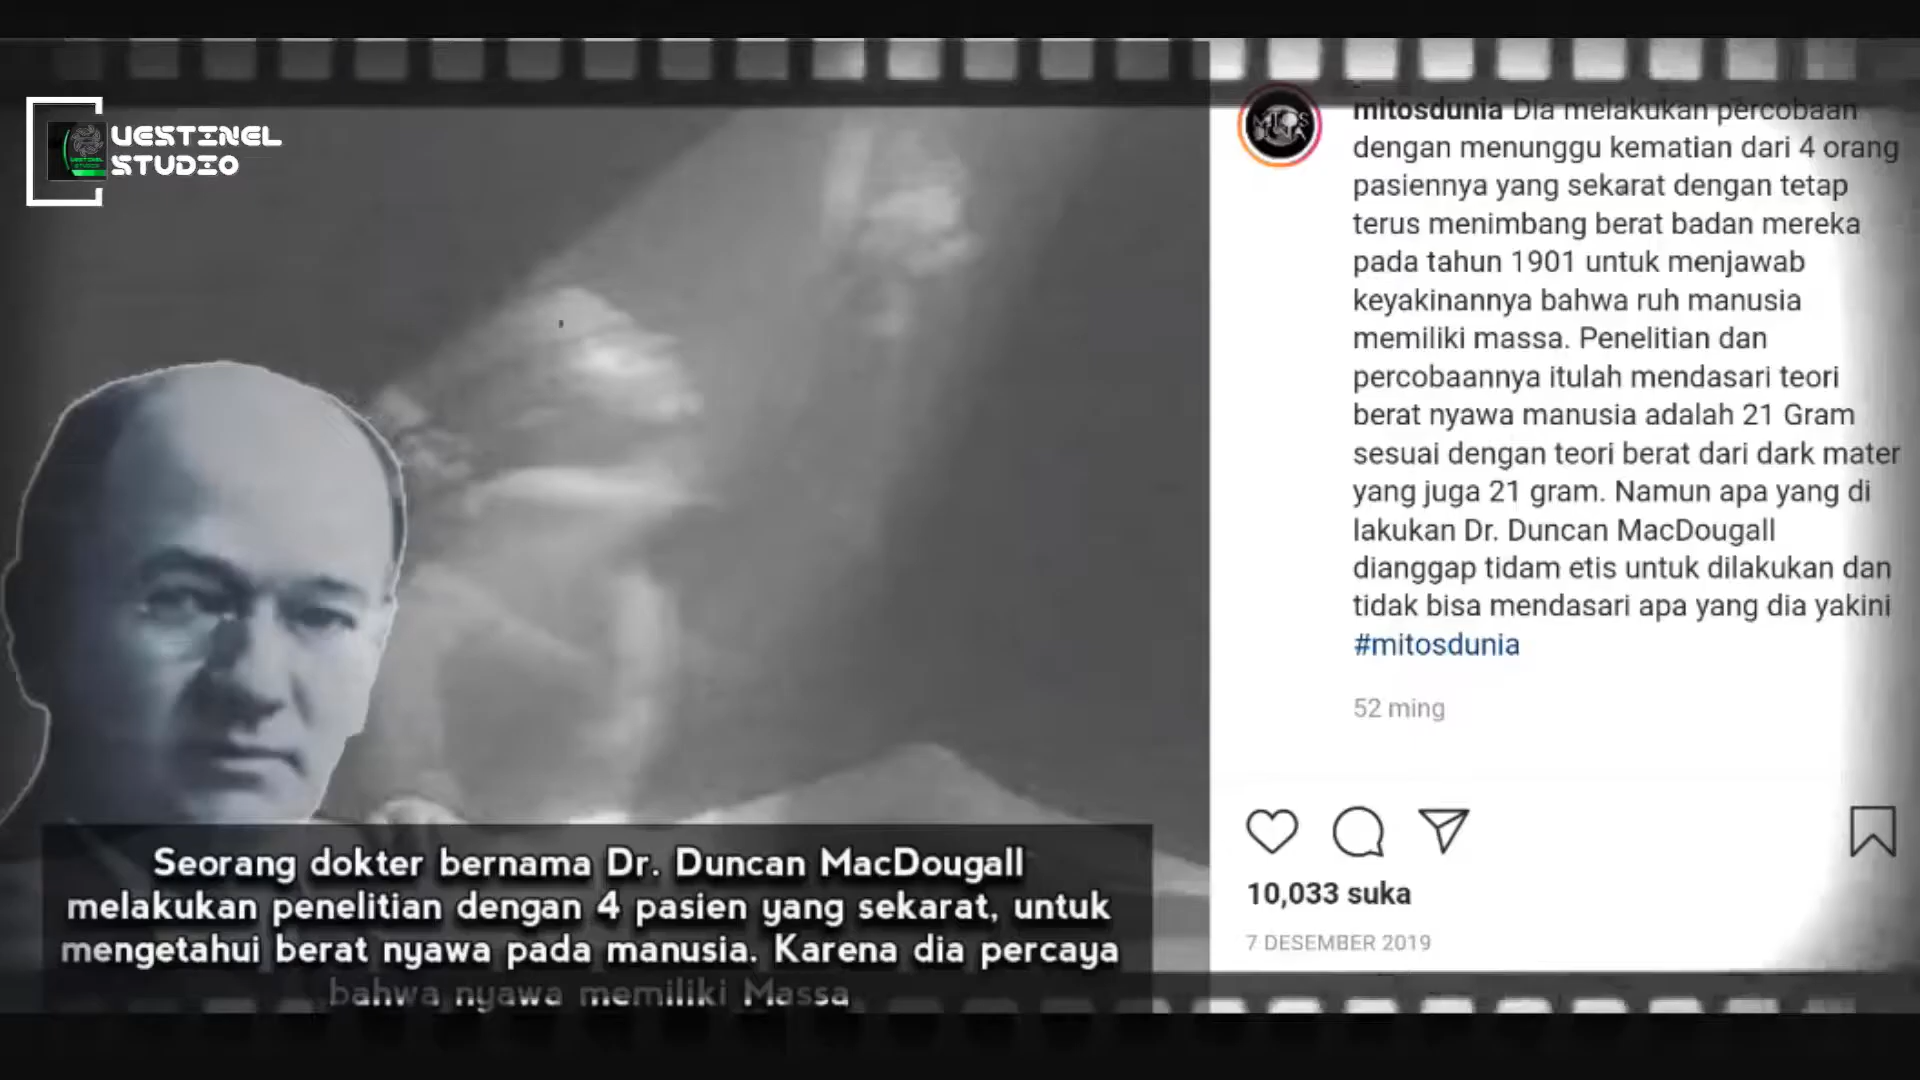 VESTINEL
STUDIO
mitosdunia Dia melakukan percobaan
dengan menunggu kematian dari 4 orang
pasiennya yang sekarat dengan tetap
terus menimbang berat badan mereka
pada tahun 1901 untuk menjawab
keyakinannya bahwa ruh manusia
memiliki massa. Penelitian dan
percobaannya itulah mendasari teori
berat nyawa manusia adalah 21 Gram
sesuai dengan teori berat dari dark mater
yang juga 21 gram. Namun apa yang di
lakukan Dr. Duncan MacDougall
dianggap tidam etis untuk dilakukan dan
tidak bisa mendasari apa yang dia yakini
#mitosdunia
52 ming
10,033 suka
7 DESEMBER 2019
Seorang dokter bernama Dr. Duncan MacDougall
melakukan penelitian dengan 4 pasien yang sekarat, untuk
mengetahui berat nyawa pada manusia. Karena dia percaya
bahwa nyawa memiliki Massa